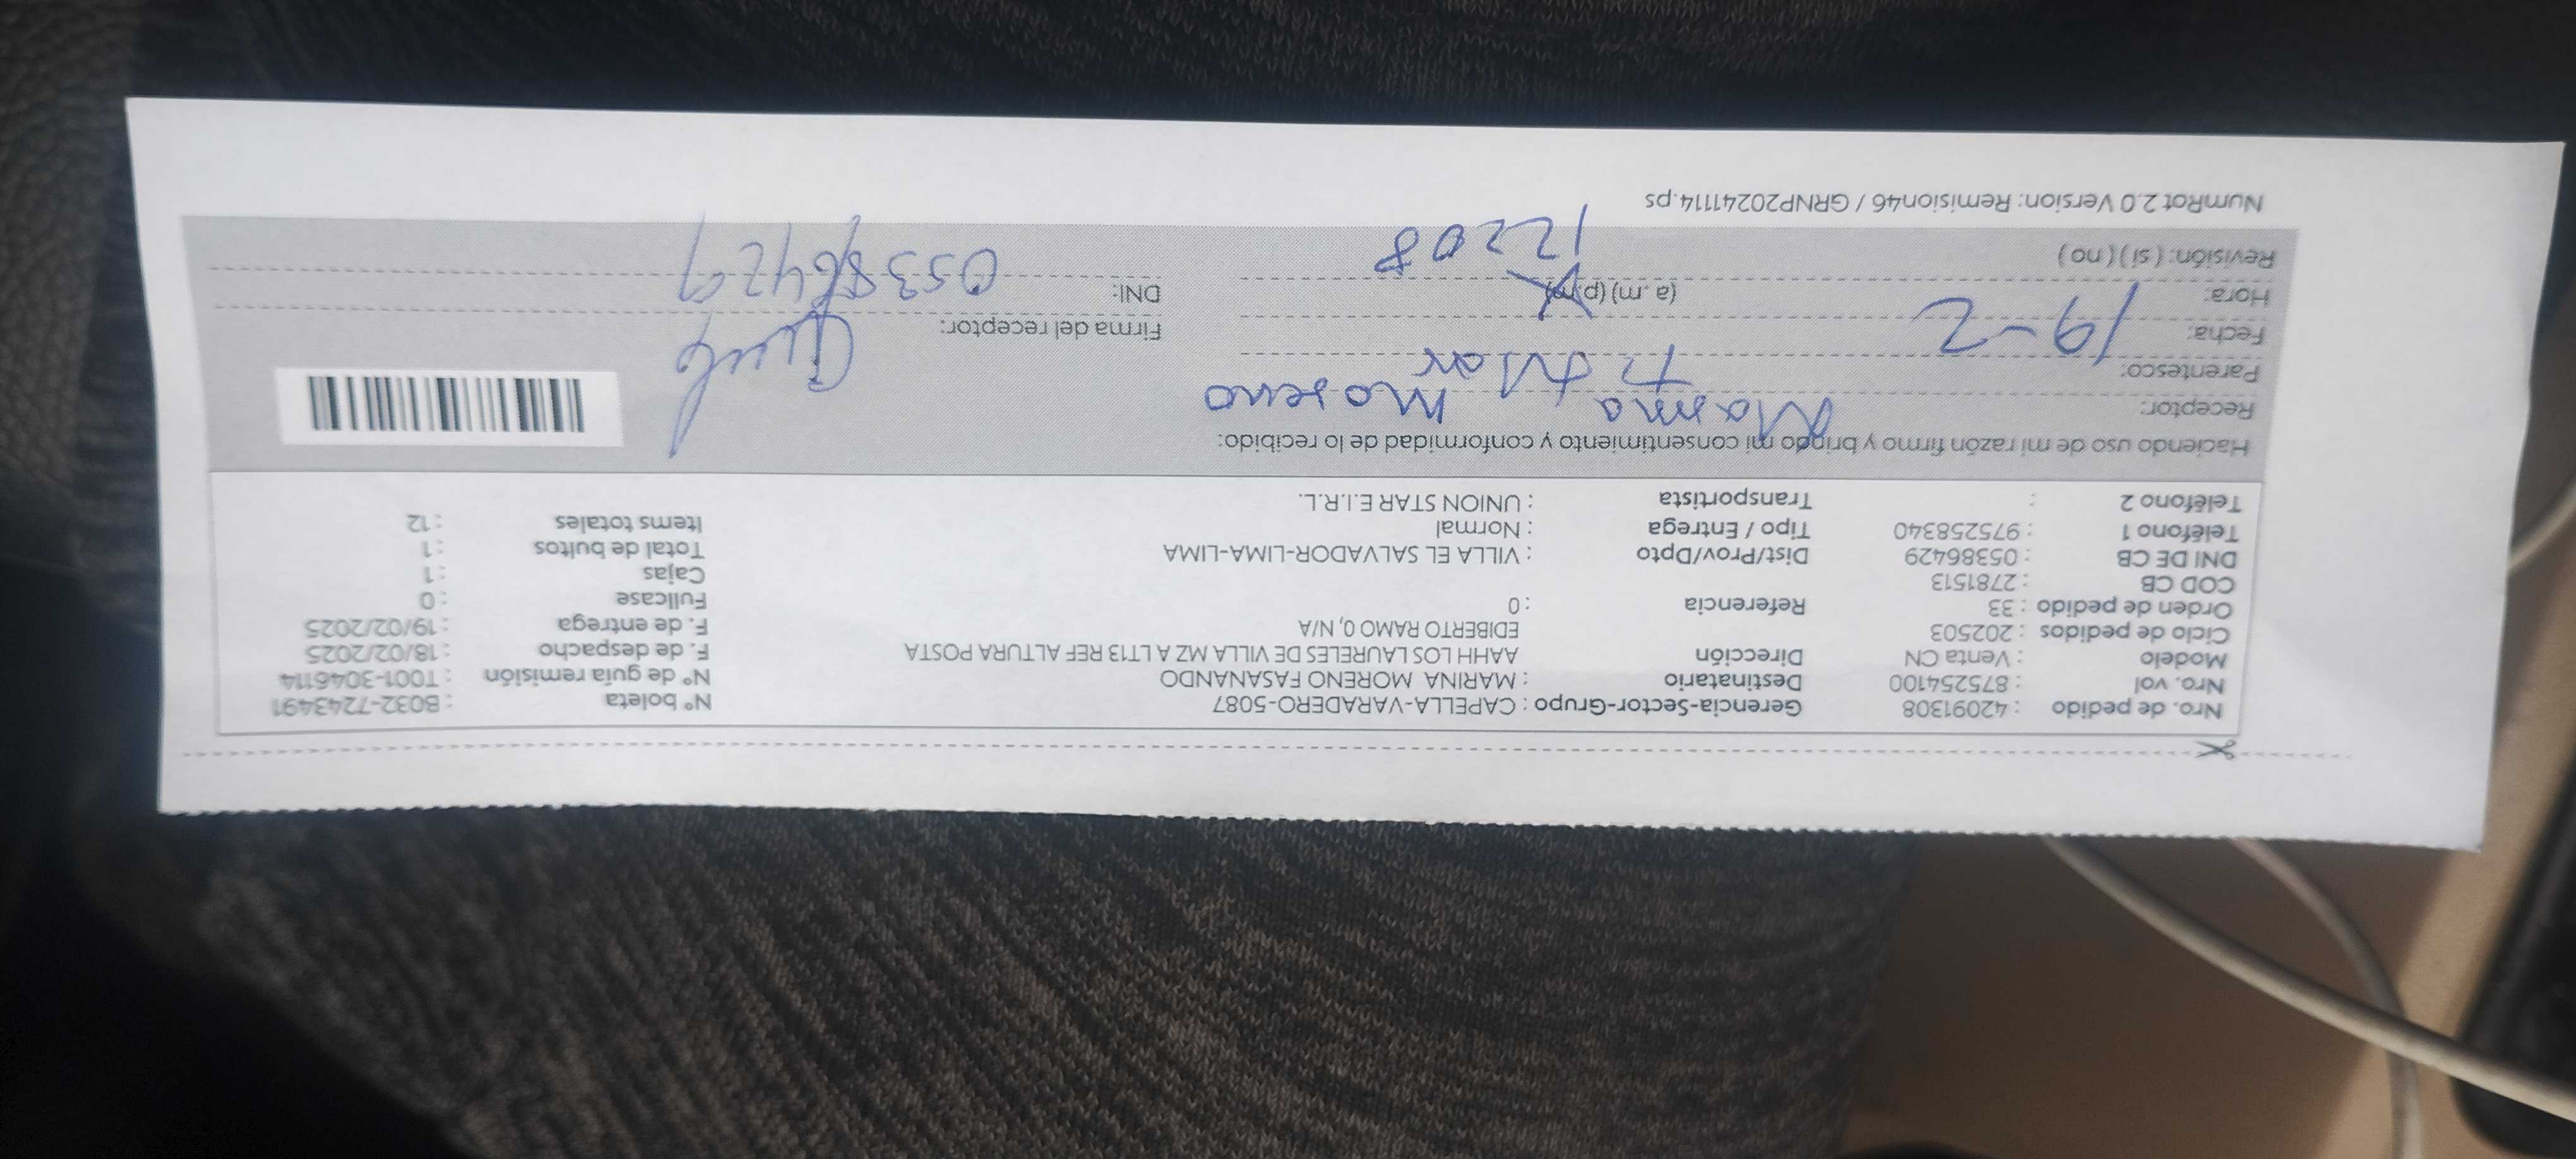 Nro. de pedido : 42091308 Gerencia-Sector-Grupo : CAPELLA-VARADERO-5087 N° boleta : B032-7243491
Nro. vol : 875254100 Destinatario : MARINA MORENO FASANANDO N° de guía remisión : T001-3046114
Modelo : Venta CN Dirección AAHH LOS LAURELES DE VILLA MZ A LT13 REF ALTURA POSTA F. de despacho : 18/02/2025
Ciclo de pedidos : 202503 EDIBERTO RAMO 0, N/A F. de entrega : 19/02/2025
Orden de pedido : 33 Referencia : 0 Fullcase : 0
COD CB : 2781513 Cajas : 1
DNI DE CB : 05386429 Dist/Prov/Dpto : VILLA EL SALVADOR-LIMA-LIMA Total de bultos : 1
Teléfono 1 : 975258340 Tipo / Entrega : Normal Items totales : 12
Teléfono 2 : Transportista : UNION STAR E.I.R.L.
Haciendo uso de mi razón firmo y brindo mi consentimiento y conformidad de lo recibido:
Receptor: Moreno
Parentesco:
Fecha: 19-2 Firma del receptor:
Hora: (a.m) (p.m) DNI: 05386429
Revisión: ( sí ) ( no ) 12208
NumRot 2.0 Version: Remision46 / GRNP20241114.ps